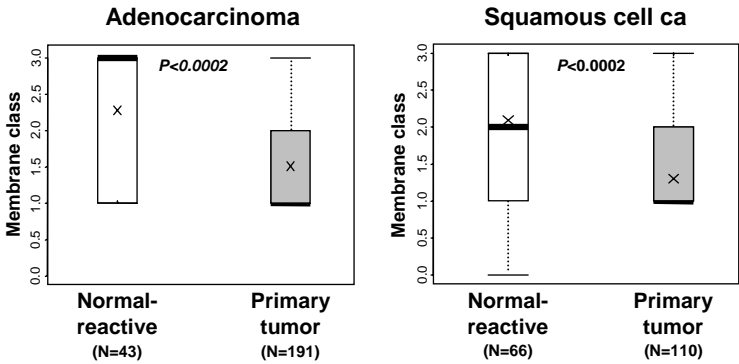 Adenocarcinoma
Membrane class
3.0
2.5
2.0
1.5
1.0
0.5
0.0
P<0.0002
Normal-
reactive
(N=43)
Primary
tumor
(N=191)
Squamous cell ca
Membrane class
3.0
2.5
2.0
1.5
1.0
0.5
0.0
P<0.0002
Normal-
reactive
(N=66)
Primary
tumor
(N=110)